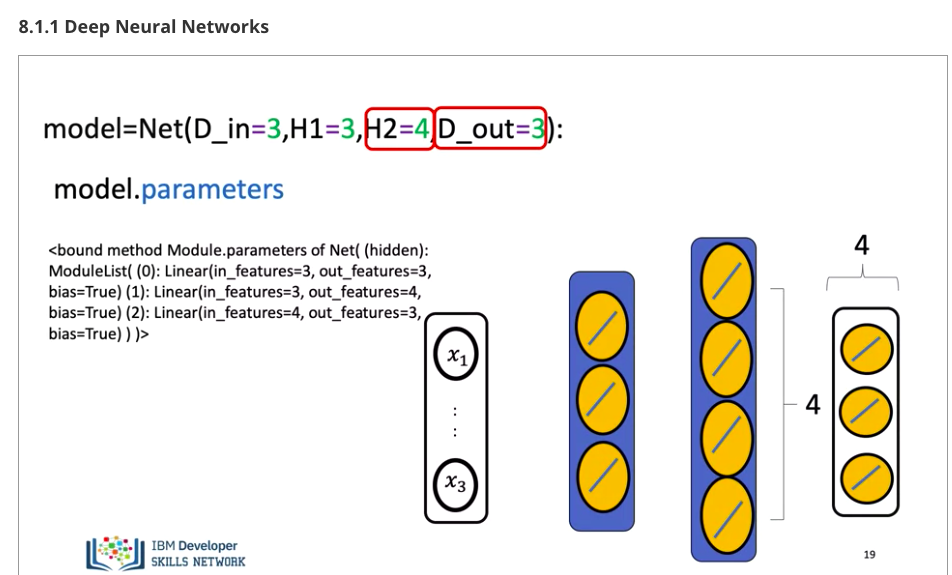 8.1.1 Deep Neural Networks
model=Net(D_in=3,H1=3,H2=4,D_out=3):
model.parameters
<bound method Module.parameters of Net( (hidden):
ModuleList( (0): Linear(in_features=3, out_features=3,
bias=True) (1): Linear(in_features=3, out_features=4,
bias=True) (2): Linear(in_features=4, out_features=3,
bias=True) ) )>
x₁
:
:
x₃
4
4
IBM Developer
SKILLS NETWORK
19